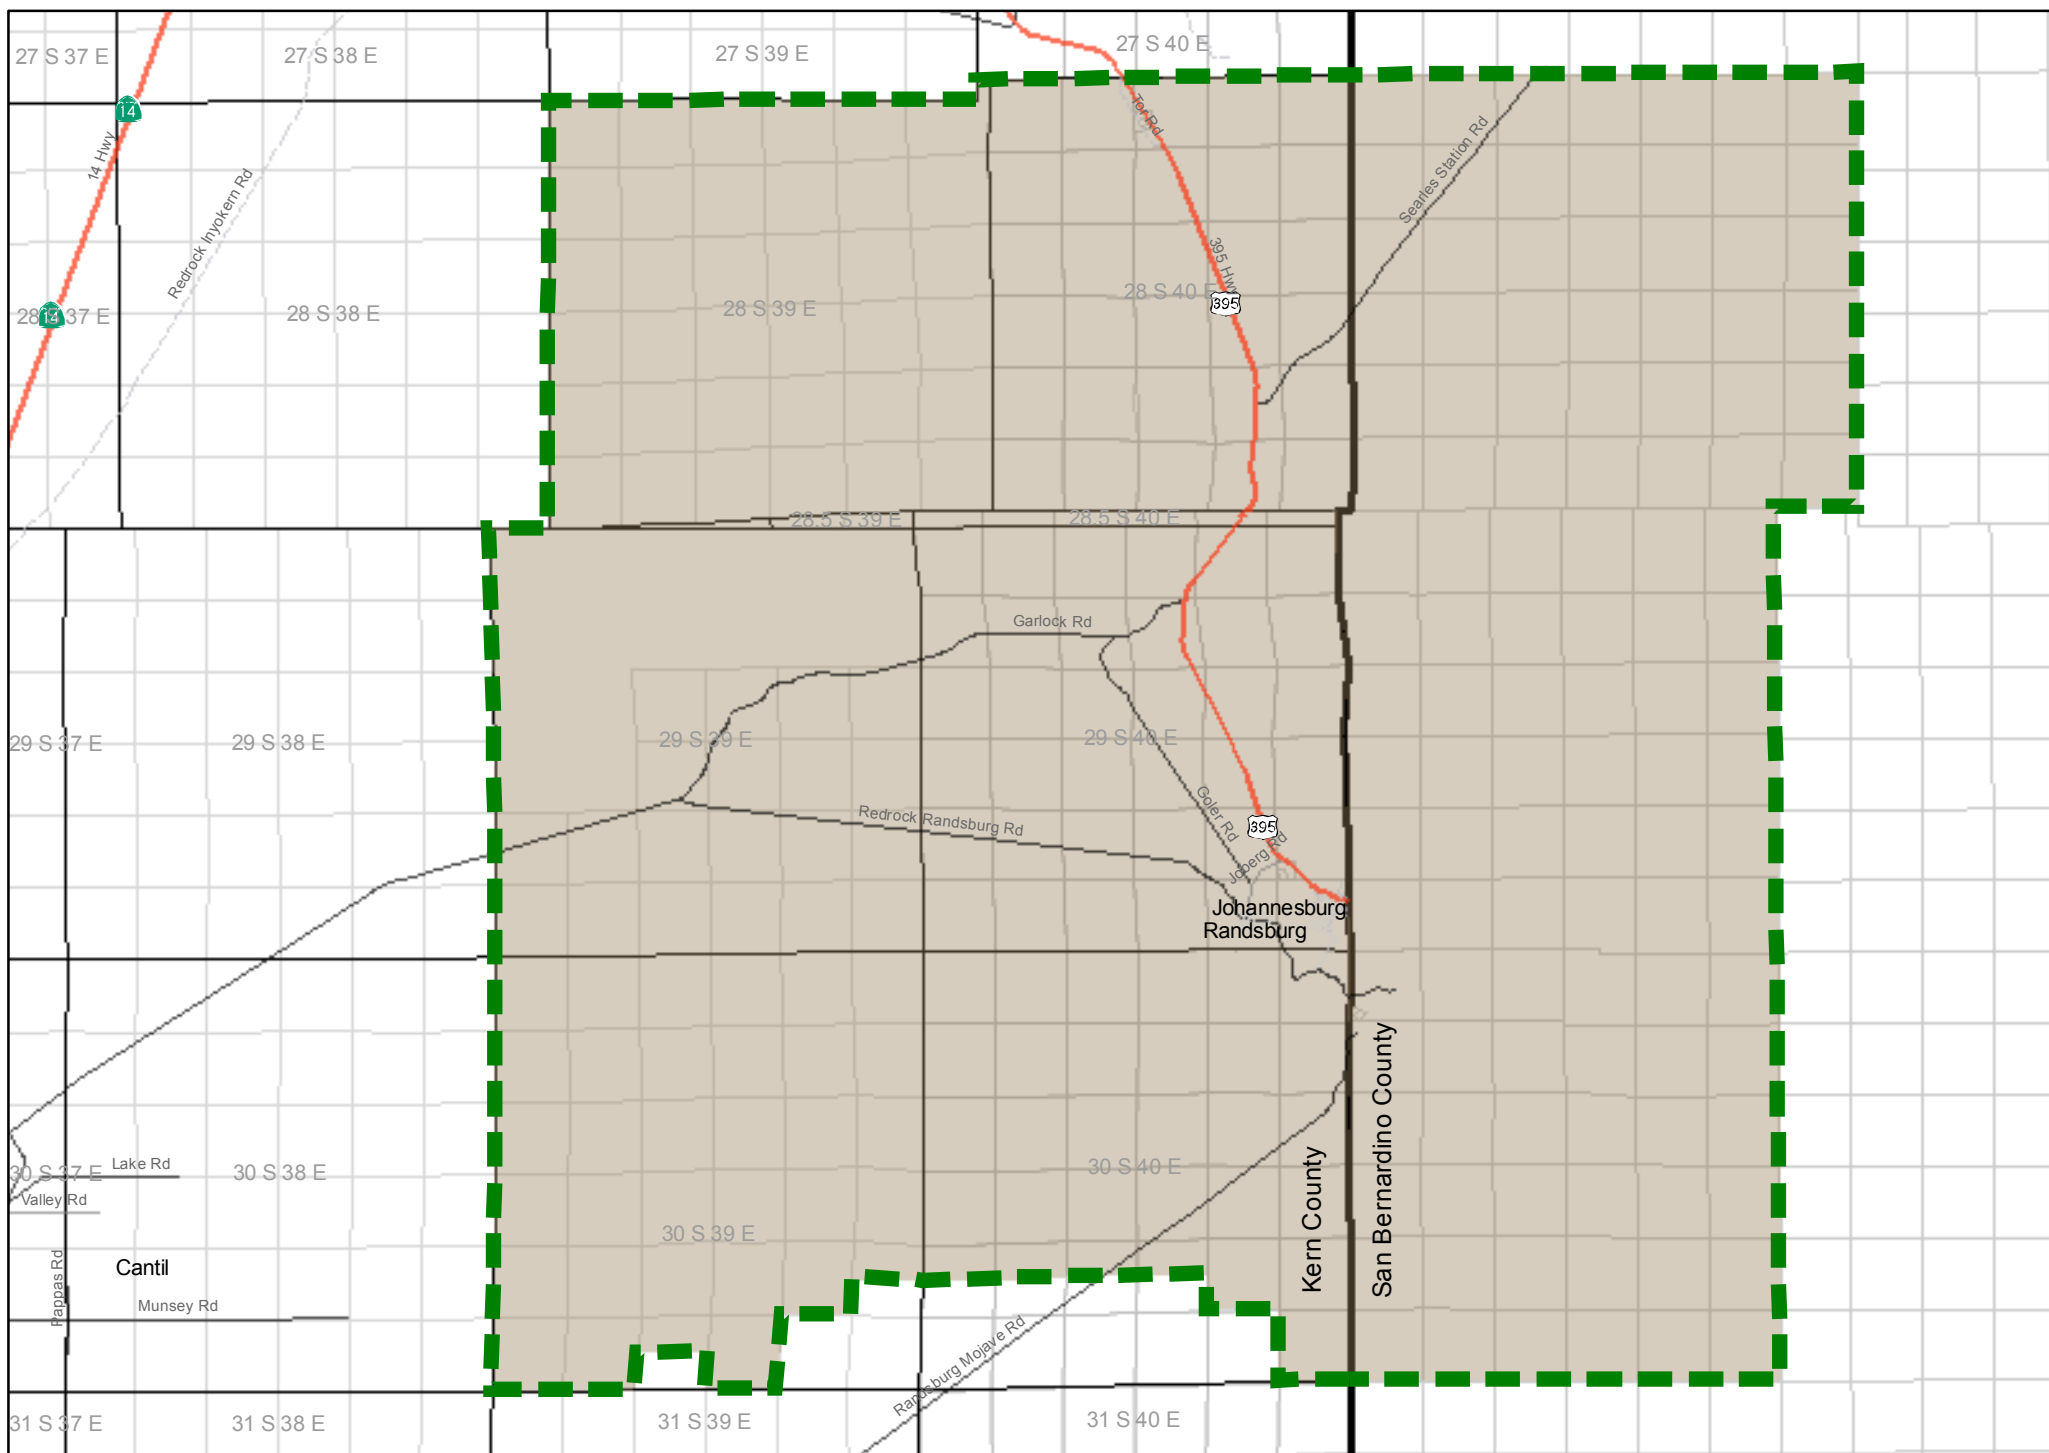 27 S 37 E
27 S 38 E
27 S 39 E
27 S 40 E
14
14 Hwy
Redrock Inyokern Rd
Tor Rd
Searles Station Rd
395 Hwy
28 S 37 E
14
28 S 38 E
28 S 39 E
28 S 40 E
395
28.5 S 39 E
28.5 S 40 E
Garlock Rd
29 S 37 E
29 S 38 E
29 S 39 E
29 S 40 E
Redrock Randsburg Rd
Goler Rd
395
Joberg Rd
Johannesburg
Randsburg
San Bernardino County
Kern County
30 S 37 E
Lake Rd
30 S 38 E
30 S 40 E
Valley Rd
30 S 39 E
Cantil
Pappas Rd
Munsey Rd
Randsburg Mojave Rd
31 S 37 E
31 S 38 E
31 S 39 E
31 S 40 E